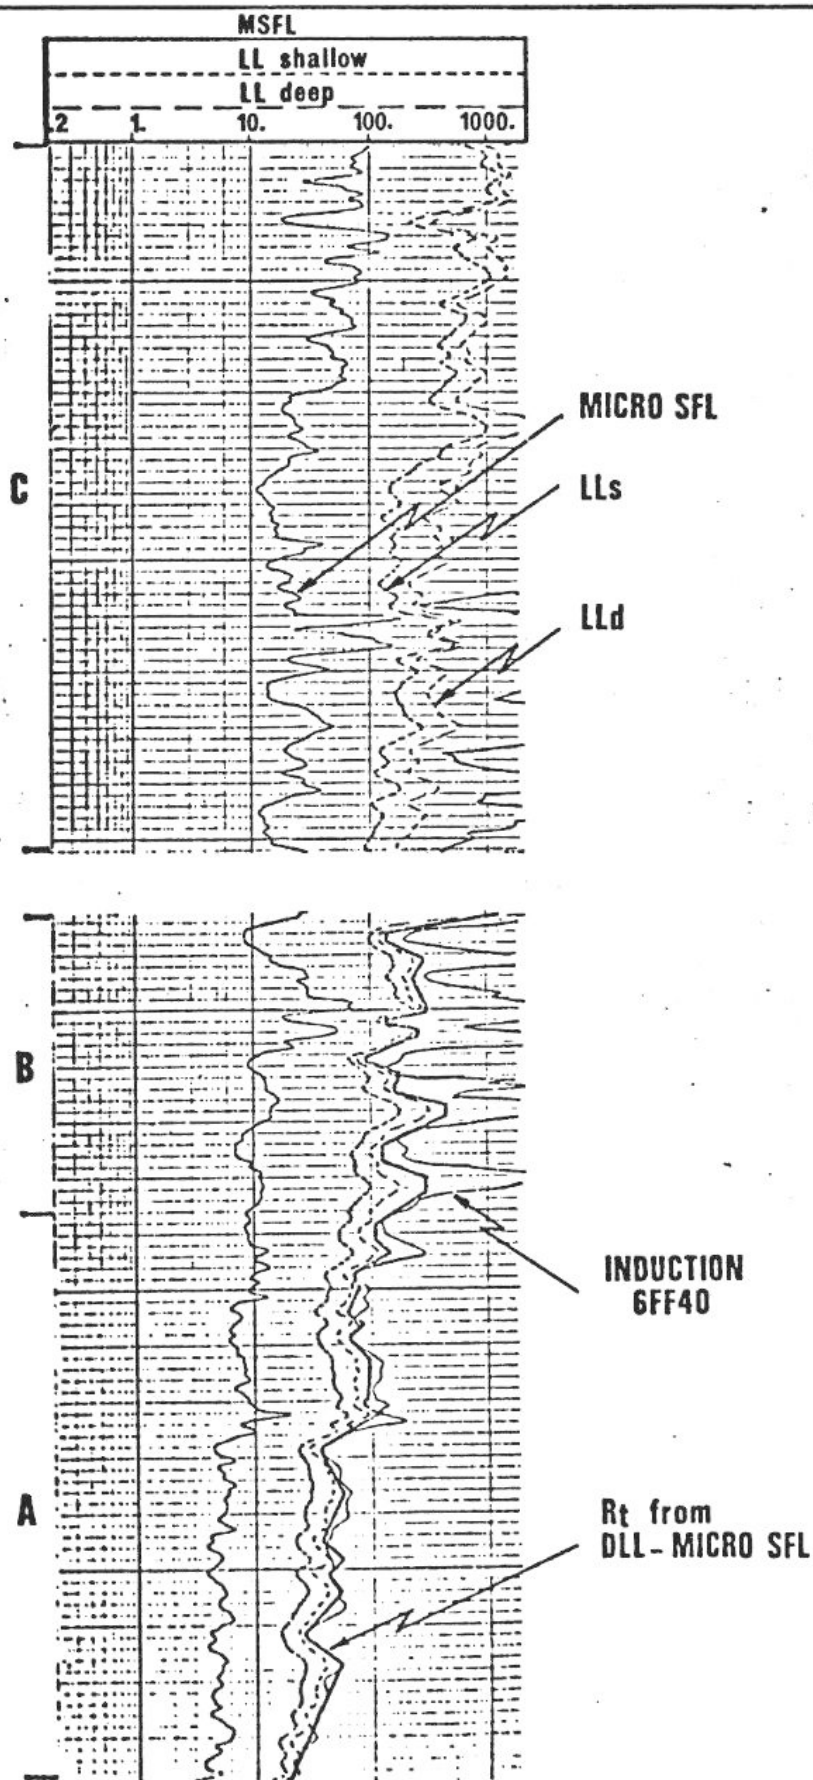 MSFL
LL shallow
LL deep
.2 1. 10. 100. 1000.
MICRO SFL
C
LLs
LLd
B
INDUCTION
6FF40
A
Rt from
DLL-MICRO SFL